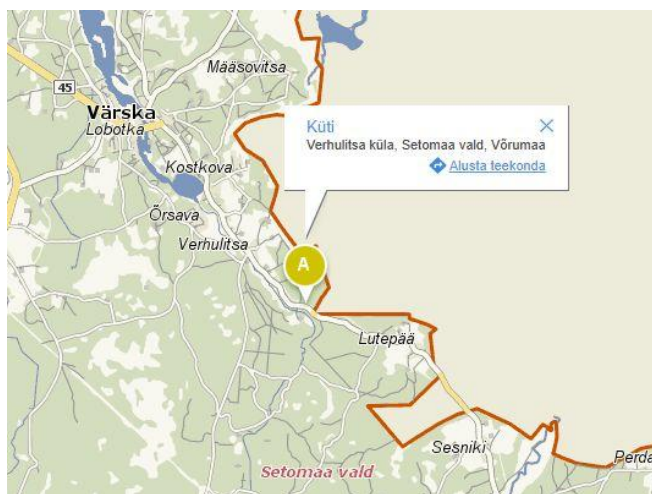 Määsovitsa
45
Värska
Lobotka
Küti
Verhulitsa küla, Setomaa vald, Võrumaa
Alusta teekonda
Kostkova
Õrsava
Verhulitsa
A
Lutepää
Sesniki
Perda
Setomaa vald